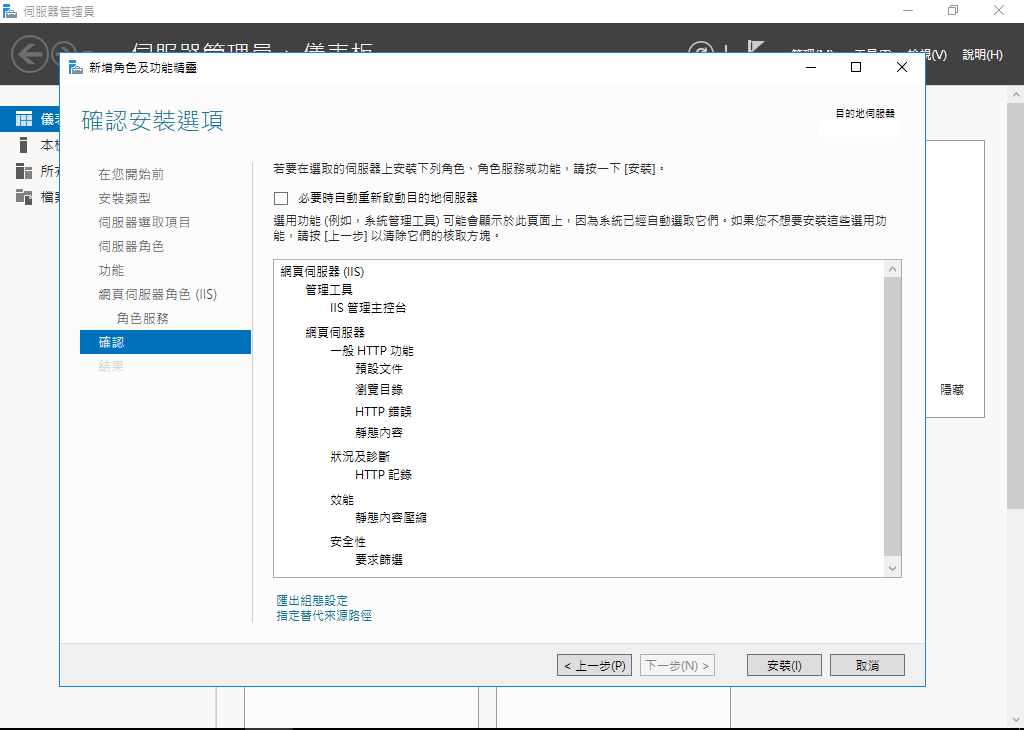 伺服器管理員
伺服器管理員 · 儀表板
管理(M)
工具(T)
檢視(V)
說明(H)
新增角色及功能精靈
確認安裝選項
目的地伺服器
在您開始前
安裝類型
伺服器選取項目
伺服器角色
功能
網頁伺服器角色 (IIS)
角色服務
確認
結果
若要在選取的伺服器上安裝下列角色、角色服務或功能，請按一下 [安裝]。
必要時自動重新啟動目的地伺服器
選用功能 (例如，系統管理工具) 可能會顯示於此頁面上，因為系統已經自動選取它們。如果您不想要安裝這些選用功
能，請按 [上一步] 以清除它們的核取方塊。
網頁伺服器 (IIS)
管理工具
IIS 管理主控台
網頁伺服器
一般 HTTP 功能
預設文件
瀏覽目錄
HTTP 錯誤
靜態內容
狀況及診斷
HTTP 記錄
效能
靜態內容壓縮
安全性
要求篩選
匯出組態設定
指定替代來源路徑
< 上一步(P)
下一步(N) >
安裝(I)
取消
隱藏